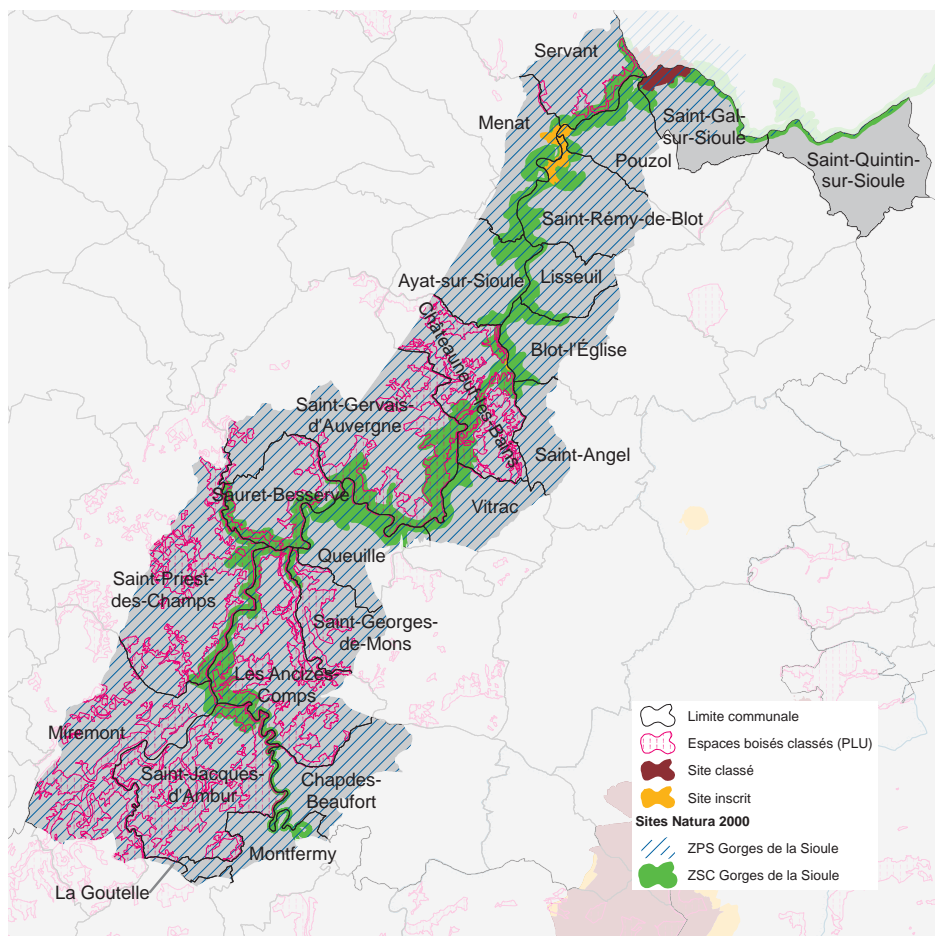 Servant
Menat
Saint-Gal-
sur-Sioule
Pouzol
Saint-Quintin-
sur-Sioule
Saint-Rémy-de-Blot
Ayat-sur-Sioule
Lisseuil
Châteauneuf-les-Bains
Blot-l'Église
Saint-Gervais-
d'Auvergne
Saint-Angel
Sauret-Besserve
Vitrac
Queuille
Saint-Priest-
des-Champs
Saint-Georges-
de-Mons
Les Ancizes-
Comps
Miremont
Saint-Jacques-
d'Ambur
Chapdes-
Beaufort
Montfermy
La Goutelle
Limite communale
Espaces boisés classés (PLU)
Site classé
Site inscrit
Sites Natura 2000
ZPS Gorges de la Sioule
ZSC Gorges de la Sioule